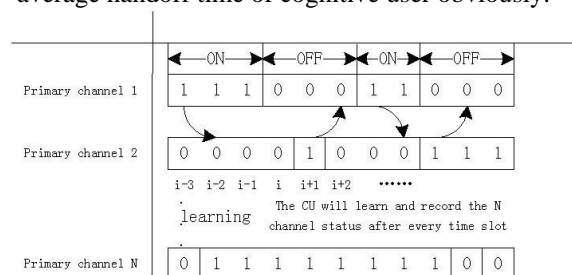 average handoff time of cognitive user obviously.
ON OFF ON OFF
Primary channel 1 1 1 1 0 0 0 1 1 0 0 0
Primary channel 2 0 0 0 0 1 0 0 0 1 1 1
i-3 i-2 i-1 i i+1 i+2 ······
learning
The CU will learn and record the N
channel status after every time slot
Primary channel N 0 1 1 1 1 1 1 1 1 0 0